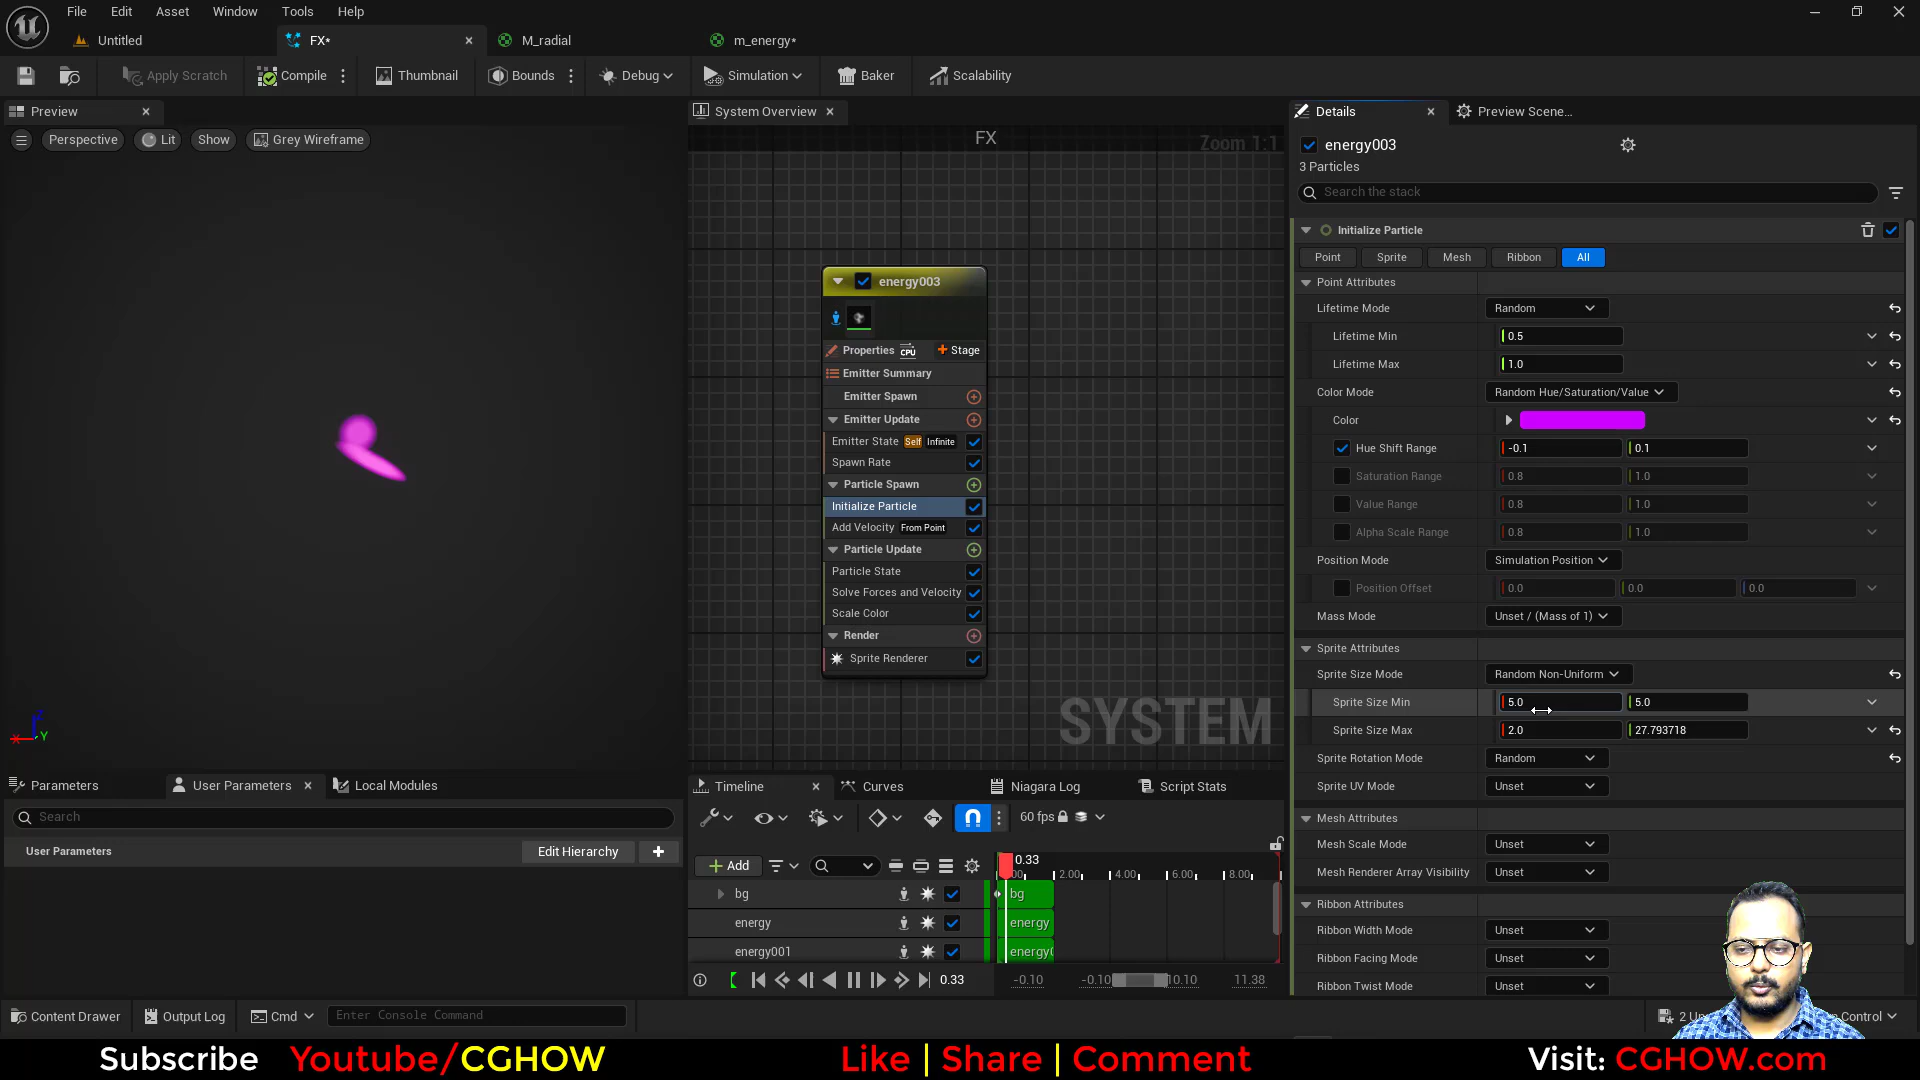 File Edit Asset Window Tools Help
Untitled FX* M_radial m_energy*
Apply Scratch Compile Thumbnail Bounds Debug Simulation Baker Scalability
Preview System Overview Details Preview Scene...
Perspective Lit Show Grey Wireframe
FX
Zoom 1:1
energy003
3 Particles
Search the stack
Initialize Particle
Point Sprite Mesh Ribbon All
Point Attributes
Lifetime Mode Random
Lifetime Min 0.5
Lifetime Max 1.0
Color Mode Random Hue/Saturation/Value
Color
Hue Shift Range -0.1 0.1
Saturation Range 0.8 1.0
Value Range 0.8 1.0
Alpha Scale Range 0.8 1.0
Position Mode Simulation Position
Position Offset 0.0 0.0 0.0
Mass Mode Unset / (Mass of 1)
Sprite Attributes
Sprite Size Mode Random Non-Uniform
Sprite Size Min 5.0 5.0
Sprite Size Max 2.0 27.793718
Sprite Rotation Mode Random
Sprite UV Mode Unset
Mesh Attributes
Mesh Scale Mode Unset
Mesh Renderer Array Visibility Unset
Ribbon Attributes
Ribbon Width Mode Unset
Ribbon Facing Mode Unset
Ribbon Twist Mode Unset
energy003
Properties CPU Stage
Emitter Summary
Emitter Spawn
Emitter Update
Emitter State Self Infinite
Spawn Rate
Particle Spawn
Initialize Particle
Add Velocity From Point
Particle Update
Particle State
Solve Forces and Velocity
Scale Color
Render
Sprite Renderer
SYSTEM
Z
X Y
Parameters User Parameters Local Modules
Search
User Parameters Edit Hierarchy
Timeline Curves Niagara Log Script Stats
60 fps
Add 0.33
2.00 4.00 6.00 8.00
bg bg
energy energy
energy001
0.33 -0.10 -0.10 10.10 11.38
Content Drawer Output Log Cmd Enter Console Command
Subscribe Youtube/CGHOW Like | Share | Comment Visit: CGHOW.com